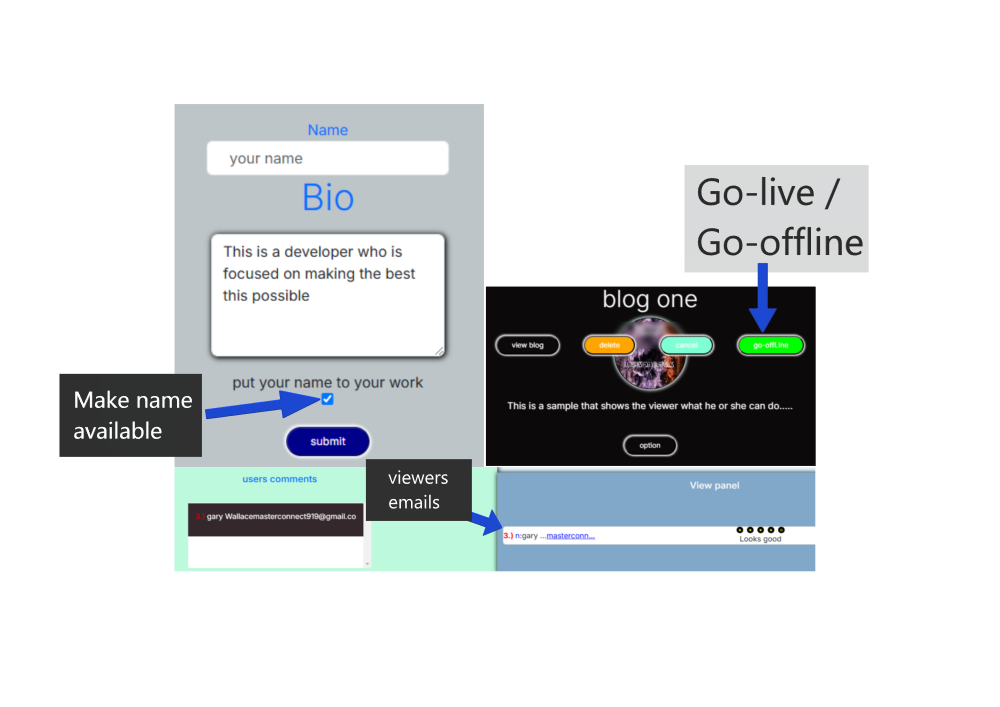 Name
your name
Bio
This is a developer who is
focused on making the best
this possible
put your name to your work
submit
Make name
available
Go-live /
Go-offline
blog one
view blog
delete
cancel
go-offLine
This is a sample that shows the viewer what he or she can do.....
option
users comments
3.) gary Wallacemasterconnect919@gmail.co
viewers
emails
View panel
3.) n:gary ...masterconn...
Looks good